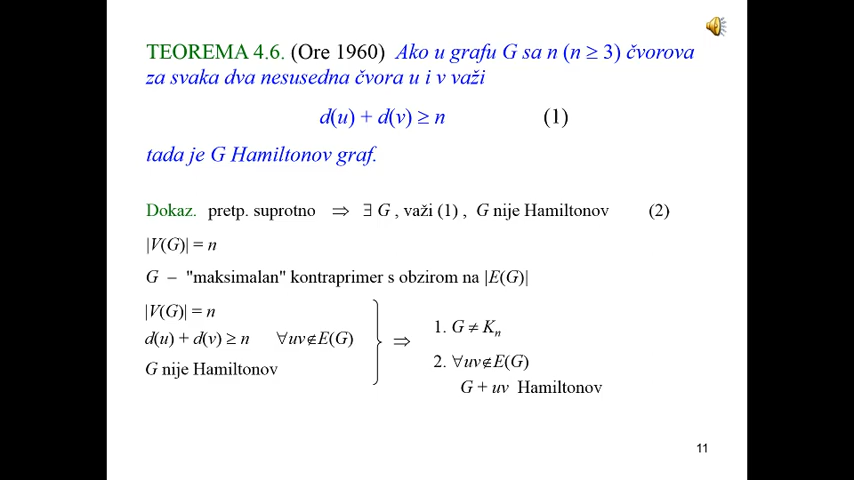 TEOREMA 4.6. (Ore 1960) Ako u grafu G sa n (n ≥ 3) čvorova
za svaka dva nesusedna čvora u i v važi
d(u) + d(v) ≥ n (1)
tada je G Hamiltonov graf.
Dokaz. pretp. suprotno ⇒ ∃ G , važi (1) , G nije Hamiltonov (2)
|V(G)| = n
G – "maksimalan" kontraprimer s obzirom na |E(G)|
|V(G)| = n
d(u) + d(v) ≥ n ∀uv∉E(G)
G nije Hamiltonov
⇒
1. G ≠ Kn
2. ∀uv∉E(G)
G + uv Hamiltonov
11